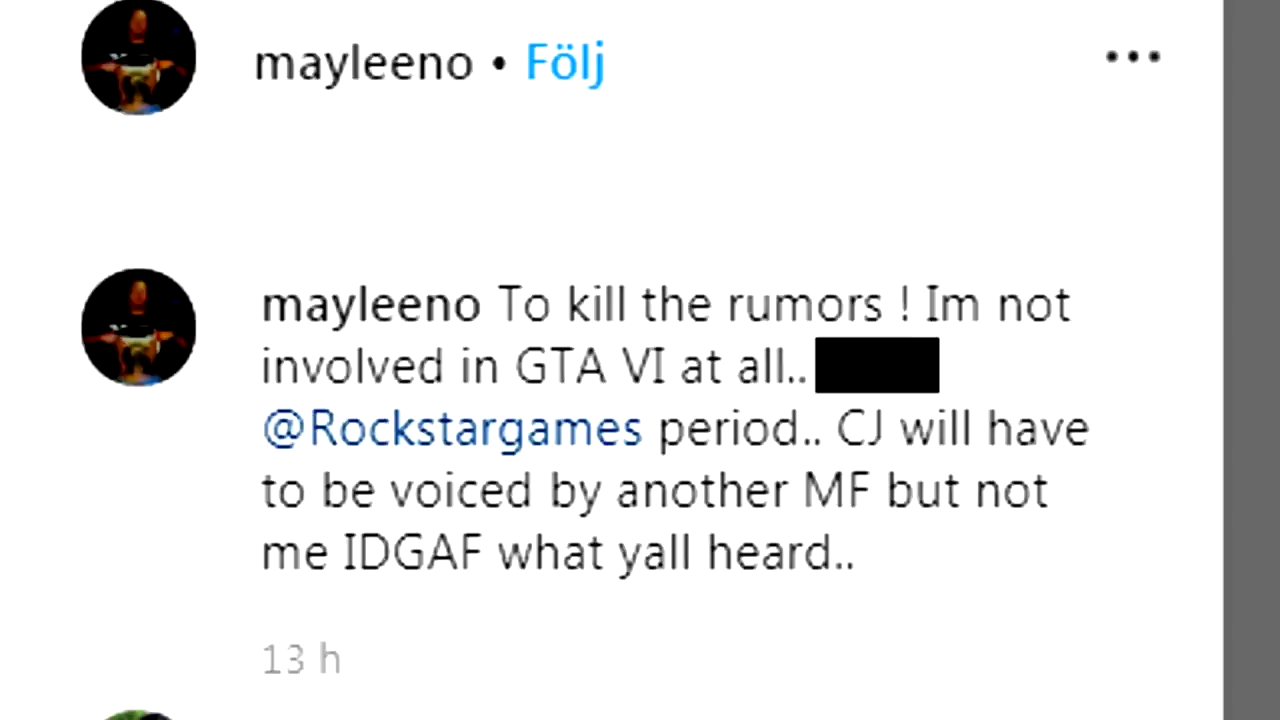 mayleeno • Följ
mayleeno To kill the rumors ! Im not
involved in GTA VI at all..
@Rockstargames period.. CJ will have
to be voiced by another MF but not
me IDGAF what yall heard..
13 h